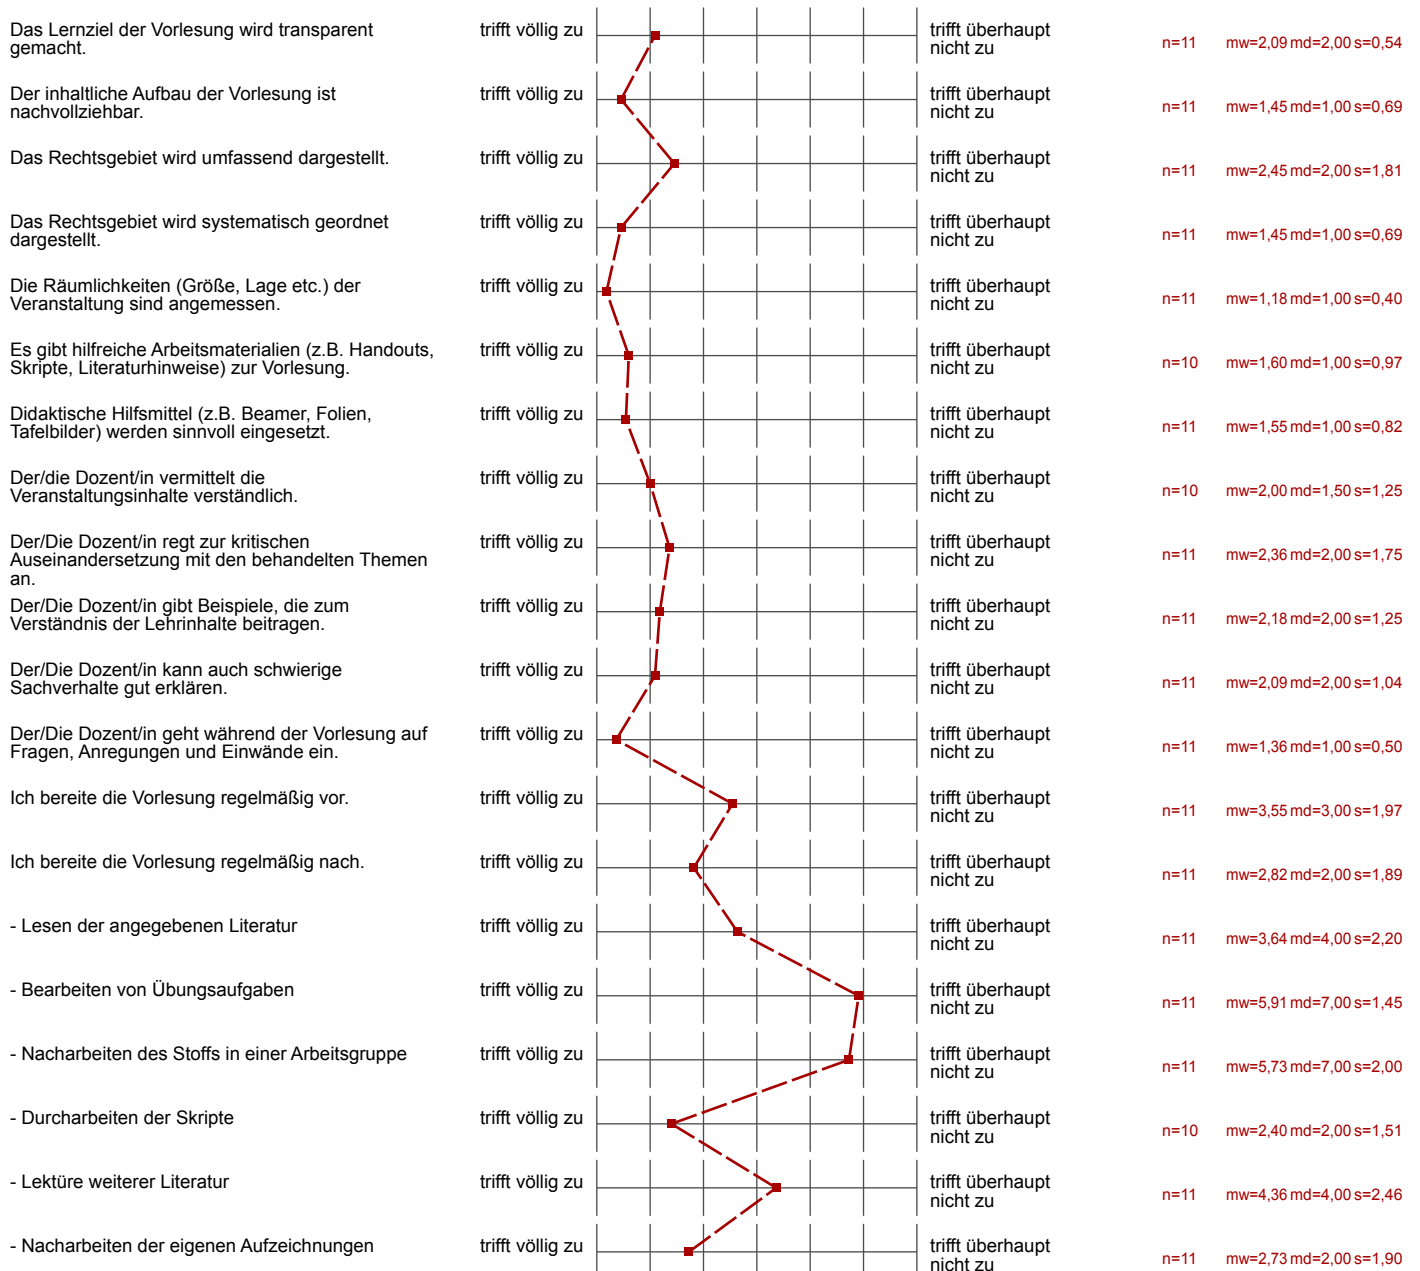 Das Lernziel der Vorlesung wird transparent
gemacht.
trifft völlig zu
trifft überhaupt
nicht zu
n=11 mw=2,09 md=2,00 s=0,54
Der inhaltliche Aufbau der Vorlesung ist
nachvollziehbar.
trifft völlig zu
trifft überhaupt
nicht zu
n=11 mw=1,45 md=1,00 s=0,69
Das Rechtsgebiet wird umfassend dargestellt.
trifft völlig zu
trifft überhaupt
nicht zu
n=11 mw=2,45 md=2,00 s=1,81
Das Rechtsgebiet wird systematisch geordnet
dargestellt.
trifft völlig zu
trifft überhaupt
nicht zu
n=11 mw=1,45 md=1,00 s=0,69
Die Räumlichkeiten (Größe, Lage etc.) der
Veranstaltung sind angemessen.
trifft völlig zu
trifft überhaupt
nicht zu
n=11 mw=1,18 md=1,00 s=0,40
Es gibt hilfreiche Arbeitsmaterialien (z.B. Handouts,
Skripte, Literaturhinweise) zur Vorlesung.
trifft völlig zu
trifft überhaupt
nicht zu
n=10 mw=1,60 md=1,00 s=0,97
Didaktische Hilfsmittel (z.B. Beamer, Folien,
Tafelbilder) werden sinnvoll eingesetzt.
trifft völlig zu
trifft überhaupt
nicht zu
n=11 mw=1,55 md=1,00 s=0,82
Der/die Dozent/in vermittelt die
Veranstaltungsinhalte verständlich.
trifft völlig zu
trifft überhaupt
nicht zu
n=10 mw=2,00 md=1,50 s=1,25
Der/Die Dozent/in regt zur kritischen
Auseinandersetzung mit den behandelten Themen
an.
trifft völlig zu
trifft überhaupt
nicht zu
n=11 mw=2,36 md=2,00 s=1,75
Der/Die Dozent/in gibt Beispiele, die zum
Verständnis der Lehrinhalte beitragen.
trifft völlig zu
trifft überhaupt
nicht zu
n=11 mw=2,18 md=2,00 s=1,25
Der/Die Dozent/in kann auch schwierige
Sachverhalte gut erklären.
trifft völlig zu
trifft überhaupt
nicht zu
n=11 mw=2,09 md=2,00 s=1,04
Der/Die Dozent/in geht während der Vorlesung auf
Fragen, Anregungen und Einwände ein.
trifft völlig zu
trifft überhaupt
nicht zu
n=11 mw=1,36 md=1,00 s=0,50
Ich bereite die Vorlesung regelmäßig vor.
trifft völlig zu
trifft überhaupt
nicht zu
n=11 mw=3,55 md=3,00 s=1,97
Ich bereite die Vorlesung regelmäßig nach.
trifft völlig zu
trifft überhaupt
nicht zu
n=11 mw=2,82 md=2,00 s=1,89
- Lesen der angegebenen Literatur
trifft völlig zu
trifft überhaupt
nicht zu
n=11 mw=3,64 md=4,00 s=2,20
- Bearbeiten von Übungsaufgaben
trifft völlig zu
trifft überhaupt
nicht zu
n=11 mw=5,91 md=7,00 s=1,45
- Nacharbeiten des Stoffs in einer Arbeitsgruppe
trifft völlig zu
trifft überhaupt
nicht zu
n=11 mw=5,73 md=7,00 s=2,00
- Durcharbeiten der Skripte
trifft völlig zu
trifft überhaupt
nicht zu
n=10 mw=2,40 md=2,00 s=1,51
- Lektüre weiterer Literatur
trifft völlig zu
trifft überhaupt
nicht zu
n=11 mw=4,36 md=4,00 s=2,46
- Nacharbeiten der eigenen Aufzeichnungen
trifft völlig zu
trifft überhaupt
nicht zu
n=11 mw=2,73 md=2,00 s=1,90